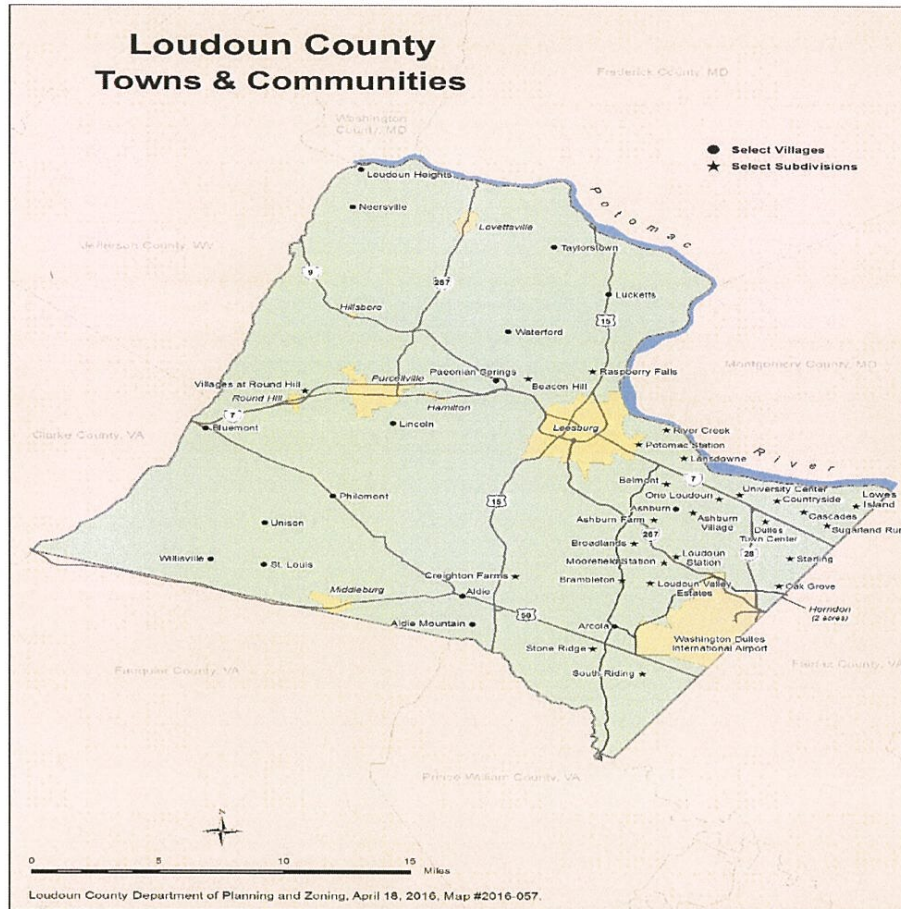 Loudoun County
Towns & Communities
Frederick County, MD
Washington
County, MD
Select Villages
Select Subdivisions
Loudoun Heights
Neersville
Lovettsville
Potomac
Jefferson County, WV
Taylorstown
9
287
Lucketts
Hillsboro
15
Waterford
Montgomery County, MD
Paeonian Springs
Raspberry Falls
Purcellville
Beacon Hill
Villages at Round Hill
Round Hill
Hamilton
7
Bluemont
Lincoln
Leesburg
River Creek
Clarke County, VA
Potomac Station
River
Lansdowne
7
Belmont
University Center
Lowes
Island
Philomont
15
One Loudoun
Countryside
Ashburn
Cascades
Ashburn Farm
Ashburn
Village
Dulles
Town Center
Sugarland Run
Unison
267
Broadlands
28
Willisville
St. Louis
Moorefield Station
Loudoun
Station
Sterling
Creighton Farms
Brambleton
Loudoun Valley
Estates
Oak Grove
Middleburg
Aldie
50
Herndon
(2 acres)
Aldie Mountain
Arcola
Washington Dulles
International Airport
Stone Ridge
Fauquier County, VA
Fairfax County, VA
South Riding
Prince William County, VA
0
5
10
15
Miles
Loudoun County Department of Planning and Zoning, April 18, 2016, Map #2016-057.